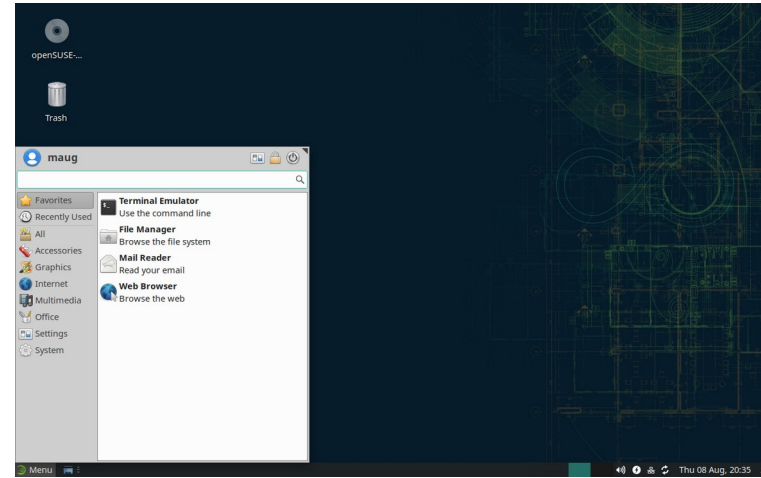 openSUSE-...
Trash
maug
Favorites
Recently Used
All
Accessories
Graphics
Internet
Multimedia
Office
Settings
System
Terminal Emulator
Use the command line
File Manager
Browse the file system
Mail Reader
Read your email
Web Browser
Browse the web
Menu
Thu 08 Aug, 20:35